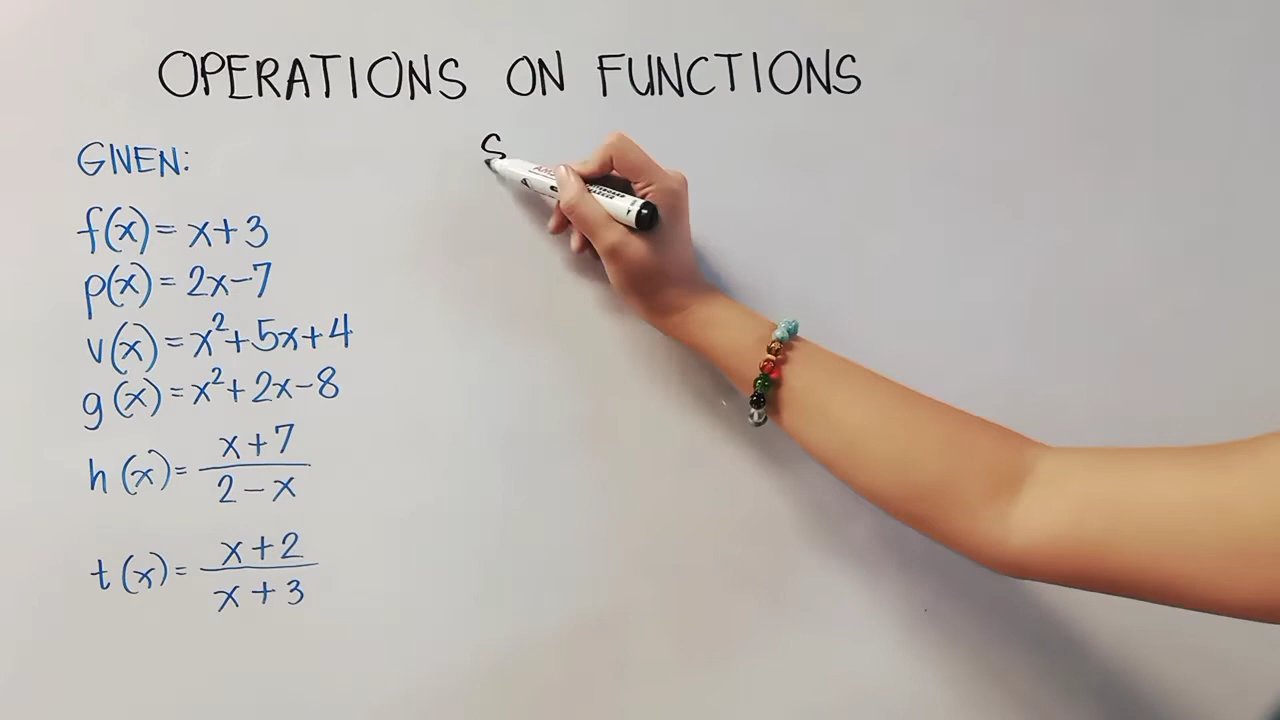 OPERATIONS ON FUNCTIONS
GIVEN:
S
f(x) = x+3
p(x) = 2x-7
v(x) = x²+5x+4
g(x) = x²+2x-8
h(x) = x+7
2-x
t(x) = x+2
x+3